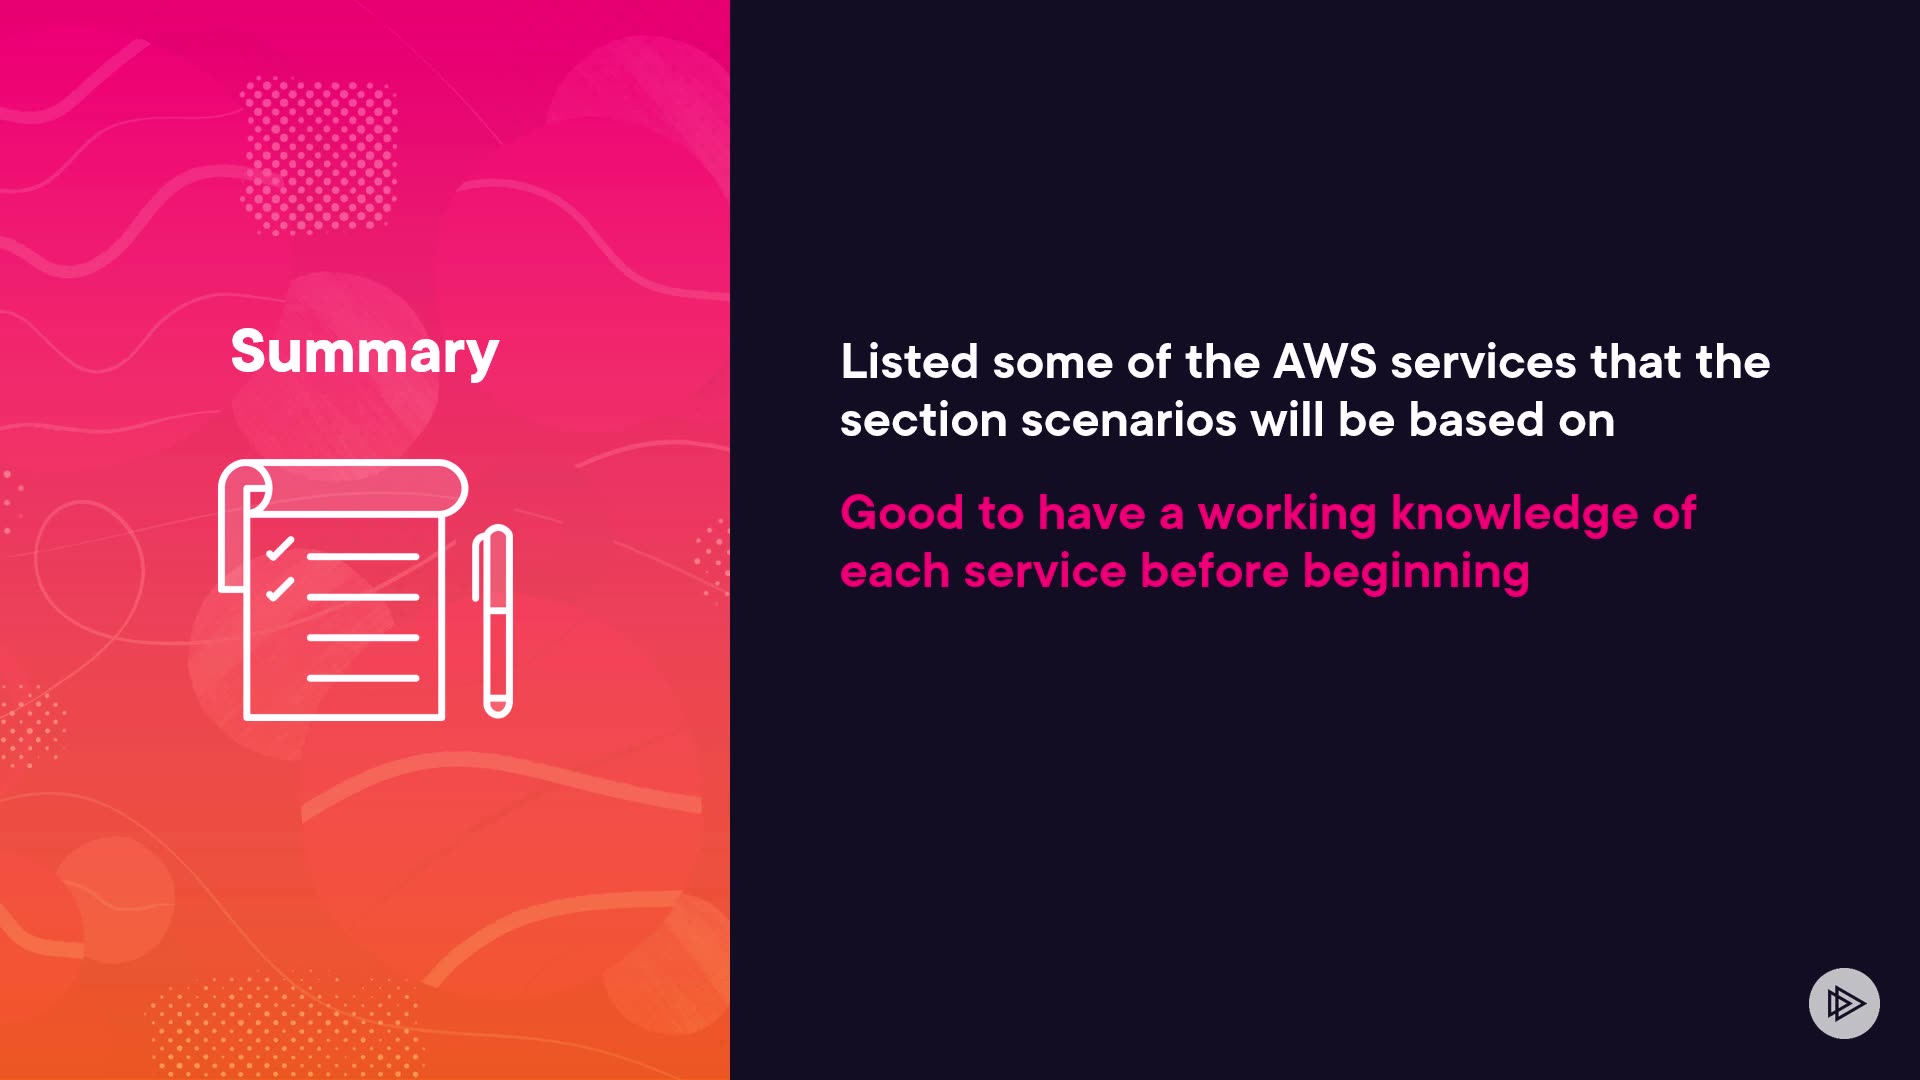 Summary
Listed some of the AWS services that the
section scenarios will be based on
Good to have a working knowledge of
each service before beginning